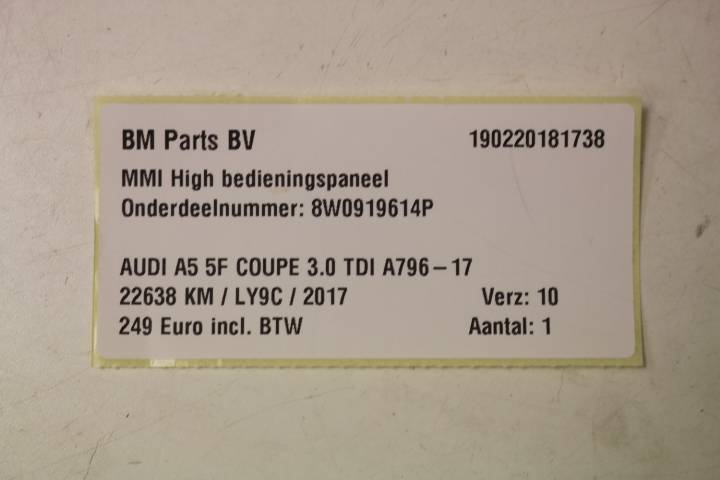 BM Parts BV 190220181738
MMI High bedieningspaneel
Onderdeelnummer: 8W0919614P
AUDI A5 5F COUPE 3.0 TDI A796-17
22638 KM / LY9C / 2017 Verz: 10
249 Euro incl. BTW Aantal: 1